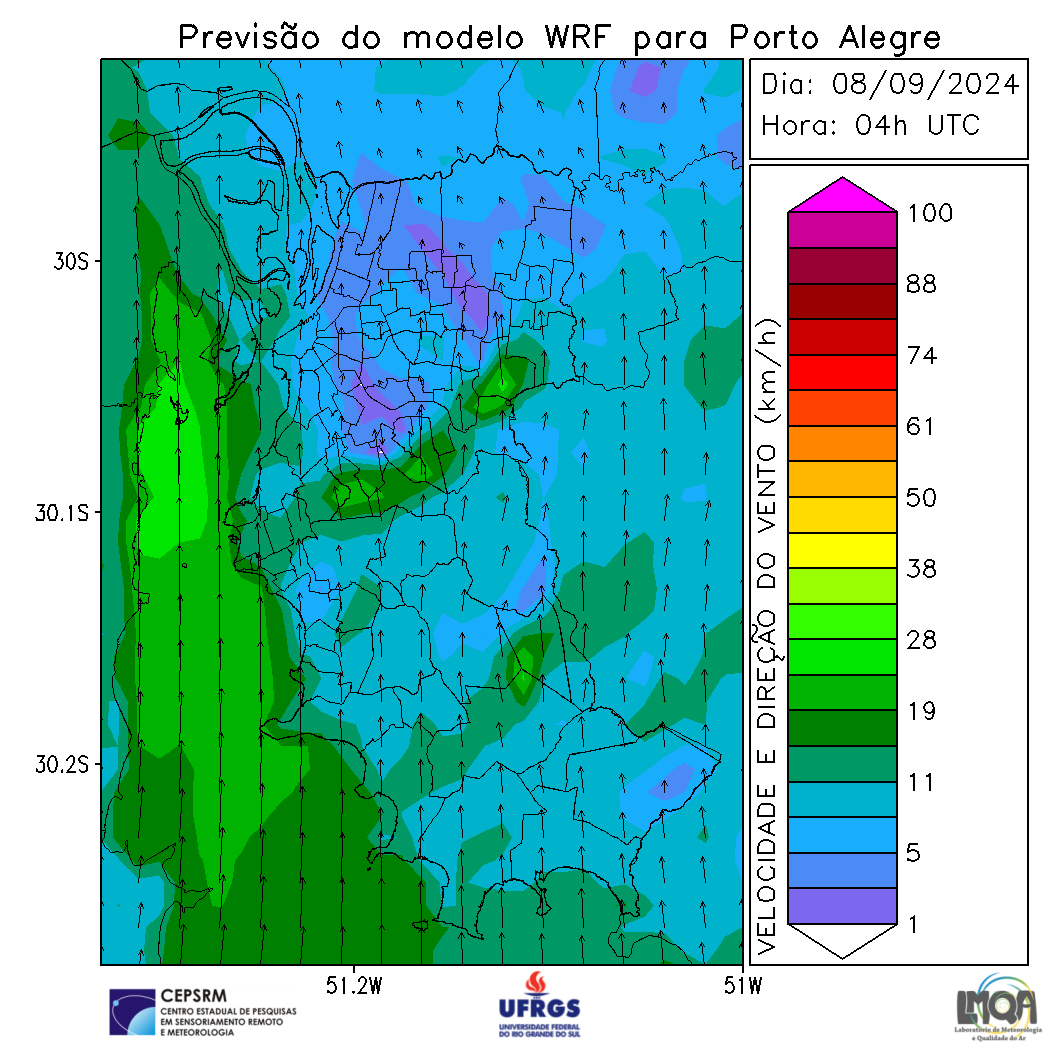 Previsão do modelo WRF para Porto Alegre
Dia: 08/09/2024
Hora: 04h UTC
30S
30.1S
30.2S
51.2W
51W
VELOCIDADE E DIREÇÃO DO VENTO (km/h)
100
88
74
61
50
38
28
19
11
5
1
CEPSRM
CENTRO ESTADUAL DE PESQUISAS
EM SENSORIAMENTO REMOTO
E METEOROLOGIA
UFRGS
UNIVERSIDADE FEDERAL
DO RIO GRANDE DO SUL
LMQA
Laboratório de Meteorologia
e Qualidade do Ar